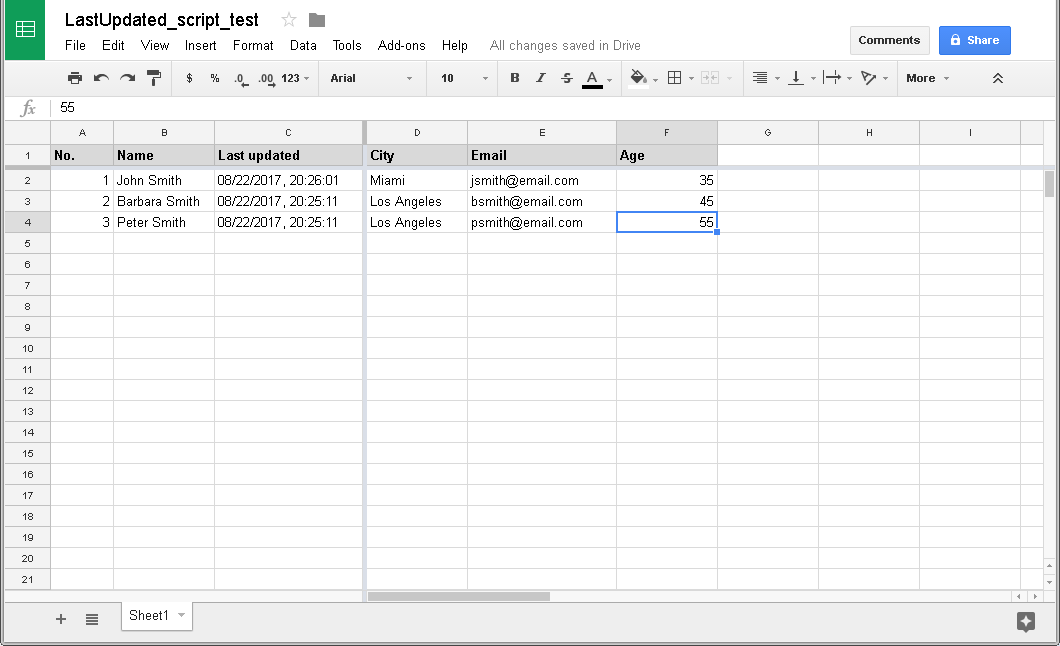 LastUpdated_script_test
File Edit View Insert Format Data Tools Add-ons Help All changes saved in Drive
Comments Share
$ % .0 .00 123 Arial 10 B I S A More
fx 55
A B C D E F G H I
1 No. Name Last updated City Email Age
2 1 John Smith 08/22/2017, 20:26:01 Miami jsmith@email.com 35
3 2 Barbara Smith 08/22/2017, 20:25:11 Los Angeles bsmith@email.com 45
4 3 Peter Smith 08/22/2017, 20:25:11 Los Angeles psmith@email.com 55
5
6
7
8
9
10
11
12
13
14
15
16
17
18
19
20
21
Sheet1